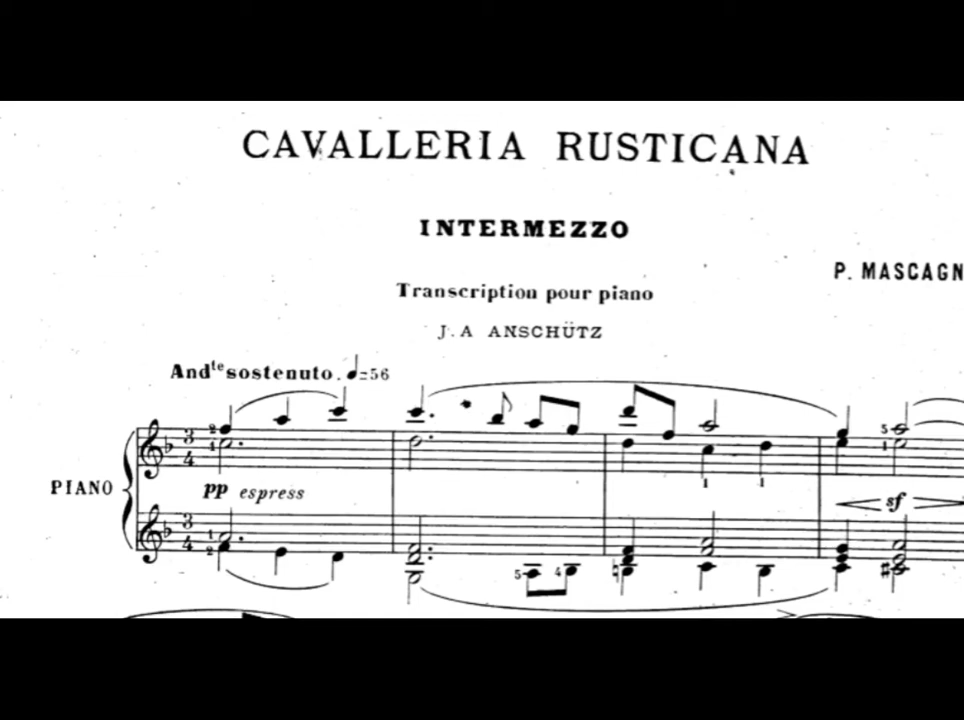 CAVALLERIA RUSTICANA
INTERMEZZO
P. MASCAGN
Transcription pour piano
J. A ANSCHÜTZ
Andte sostenuto. ♩=56
PIANO
pp espress
sf